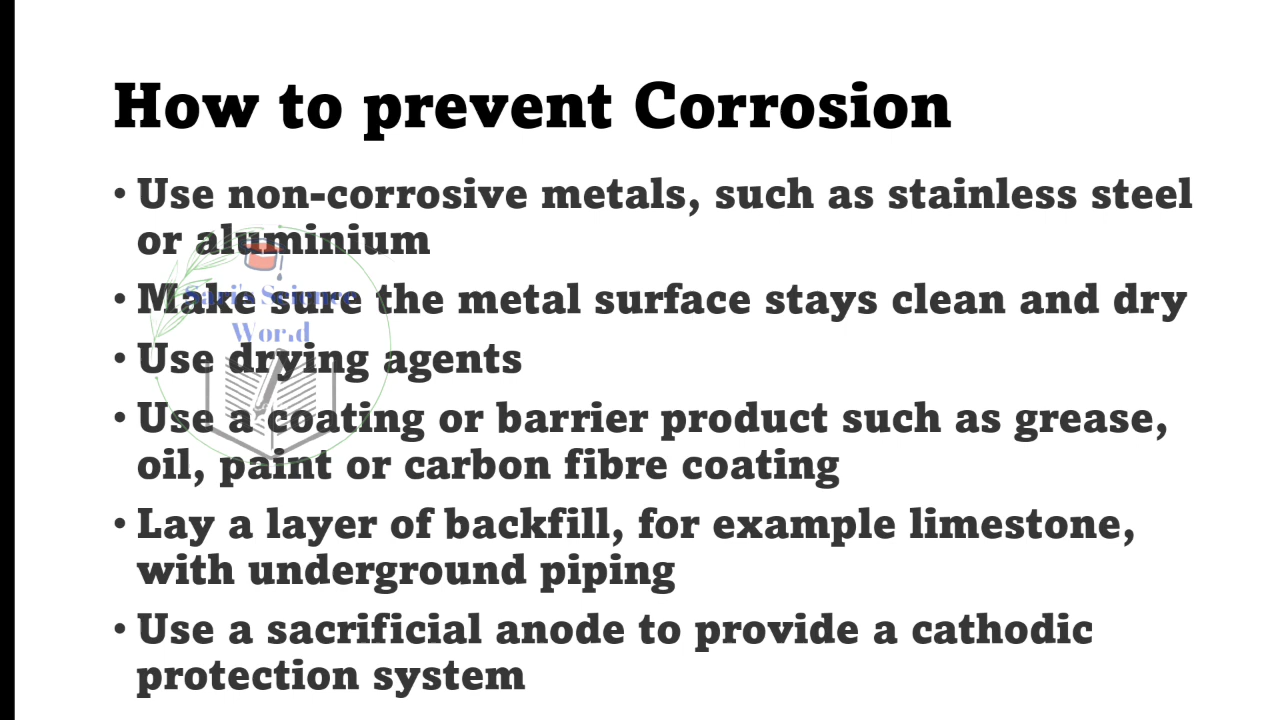 How to prevent Corrosion
• Use non-corrosive metals, such as stainless steel
or aluminium
• Make sure the metal surface stays clean and dry
• Use drying agents
• Use a coating or barrier product such as grease,
oil, paint or carbon fibre coating
• Lay a layer of backfill, for example limestone,
with underground piping
• Use a sacrificial anode to provide a cathodic
protection system
Science
World